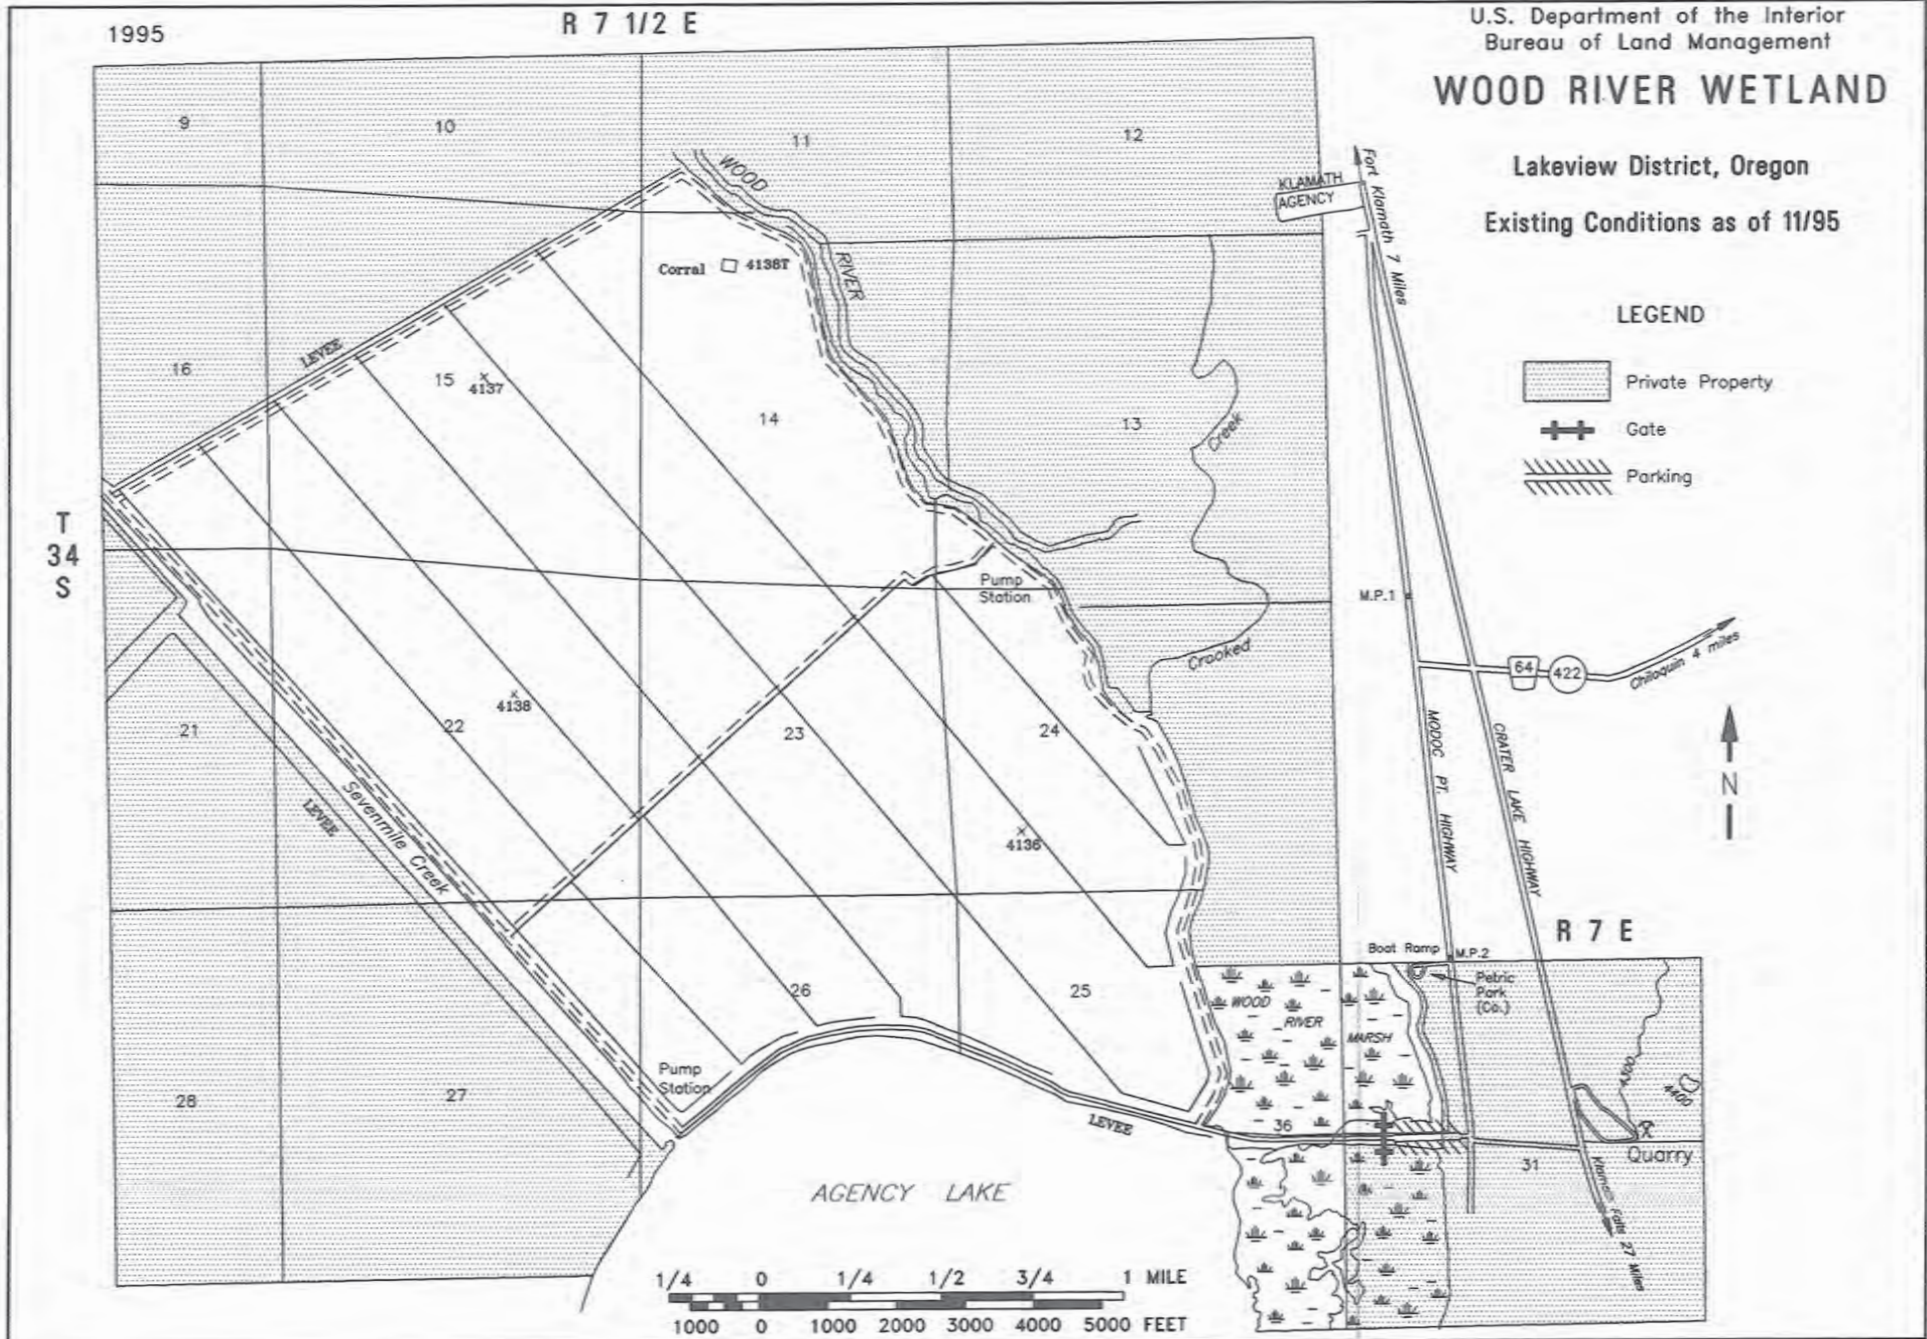 1995
R 7 1/2 E
U.S. Department of the Interior
Bureau of Land Management
WOOD RIVER WETLAND
Lakeview District, Oregon
Existing Conditions as of 11/95
LEGEND
Private Property
Gate
Parking
T
34
S
9
10
11
12
WOOD
RIVER
KLAMATH
AGENCY
Fort Klamath 7 Miles
Corral
4138T
LEVEE
16
15
4137
14
13
Creek
Crooked
Pump
Station
M.P.1
64
422
Chiloquin 4 miles
21
22
4138
23
24
4136
MODOC PT. HIGHWAY
CRATER LAKE HIGHWAY
N
Sevenmile Creek
LEVEE
R 7 E
Boat Ramp
M.P.2
Petric
Park
(Co.)
WOOD
RIVER
MARSH
26
25
28
27
Pump
Station
LEVEE
36
31
4300
4400
Quarry
Klamath Falls 27 Miles
AGENCY LAKE
1/4 0 1/4 1/2 3/4 1 MILE
1000 0 1000 2000 3000 4000 5000 FEET